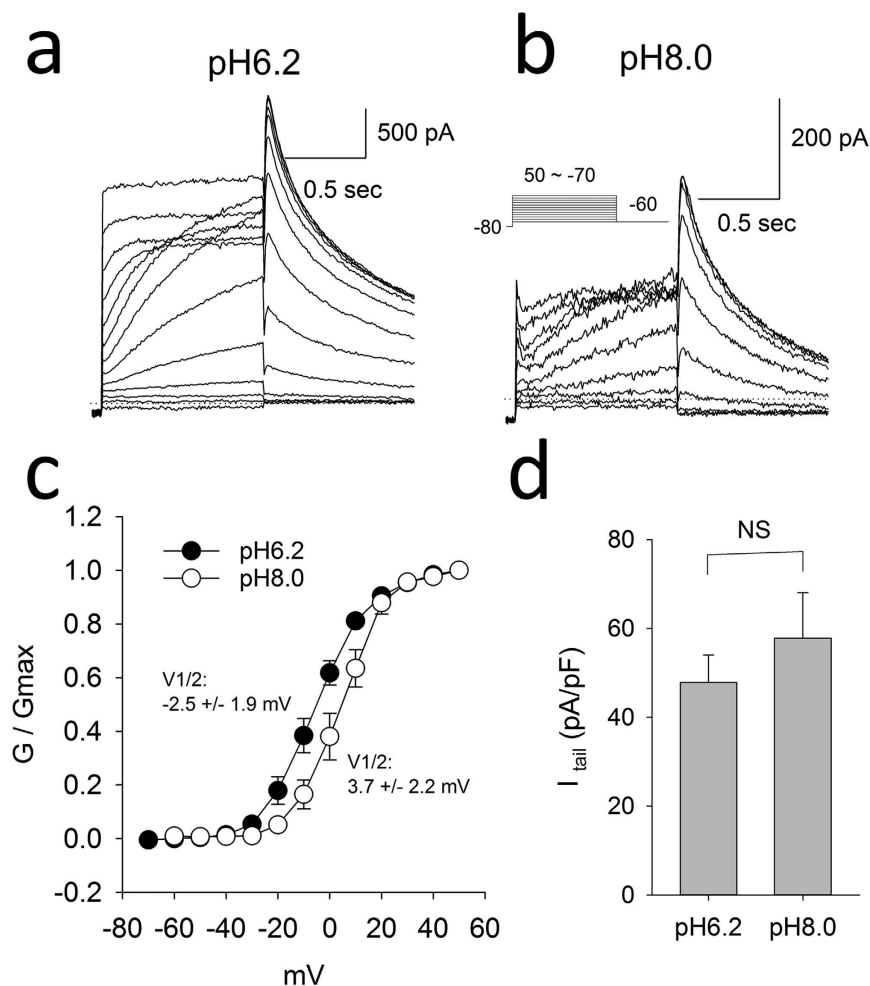 a
pH6.2
500 pA
0.5 sec
b
pH8.0
200 pA
0.5 sec
50 ~ -70
-60
-80
c
1.2
1.0
0.8
0.6
0.4
0.2
0.0
-0.2
G / Gmax
pH6.2
pH8.0
V1/2:
-2.5 +/- 1.9 mV
V1/2:
3.7 +/- 2.2 mV
-80 -60 -40 -20 0 20 40 60
mV
d
80
60
40
20
0
I tail (pA/pF)
NS
pH6.2 pH8.0